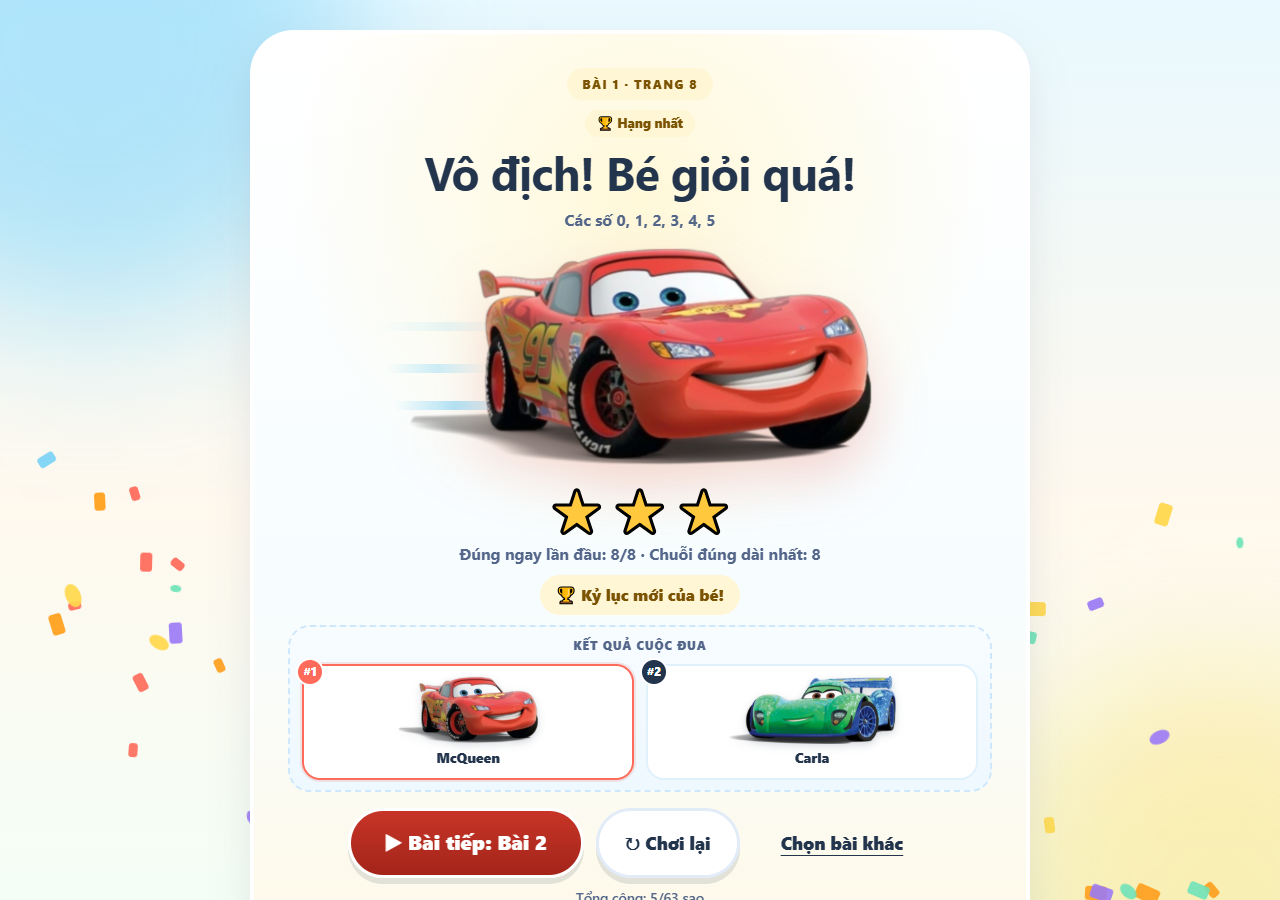 BÀI 1 · TRANG 8
🏆 Hạng nhất
Vô địch! Bé giỏi quá!
Các số 0, 1, 2, 3, 4, 5
95
LIGHTYEAR
Đúng ngay lần đầu: 8/8 · Chuỗi đúng dài nhất: 8
🏆 Kỷ lục mới của bé!
KẾT QUẢ CUỘC ĐUA
#1
McQueen
#2
Carla
▶ Bài tiếp: Bài 2
↻ Chơi lại
Chọn bài khác
Tổng cộng: 5/63 sao